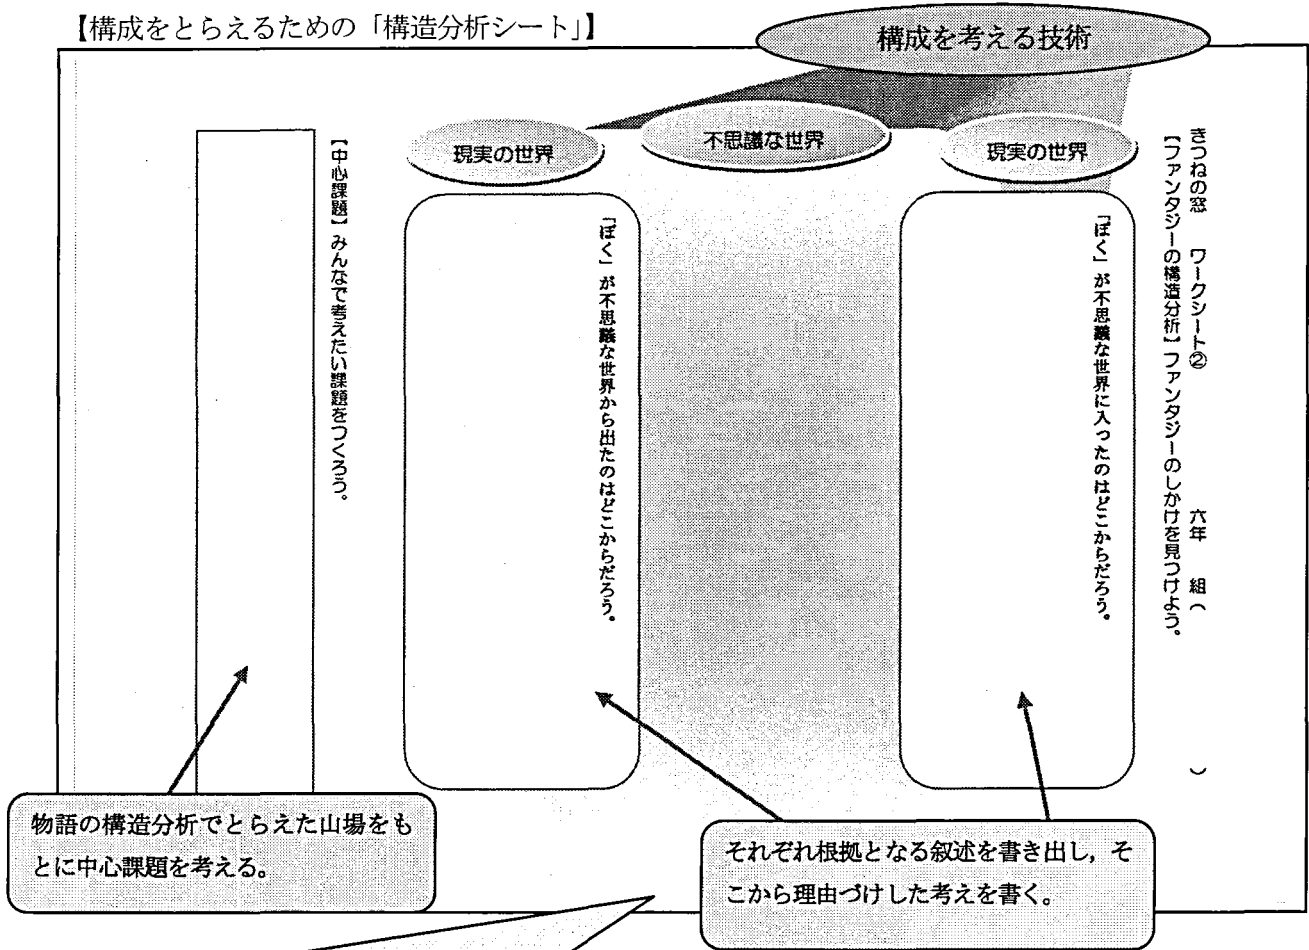 【構成をとらえるための「構造分析シート」】
構成を考える技術
きつねの窓　ワークシート②　六年　組（　）
【ファンタジーの構造分析】ファンタジーのしかけを見つけよう。
現実の世界
「ぼく」が不思議な世界に入ったのはどこからだろう。
不思議な世界
現実の世界
「ぼく」が不思議な世界から出たのはどこからだろう。
【中心課題】みんなで考えたい課題をつくろう。
物語の構造分析でとらえた山場をも
とに中心課題を考える。
それぞれ根拠となる叙述を書き出し，そ
こから理由づけした考えを書く。